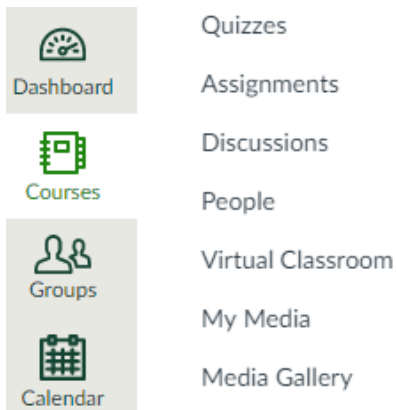 Dashboard
Courses
Groups
Calendar
Quizzes
Assignments
Discussions
People
Virtual Classroom
My Media
Media Gallery